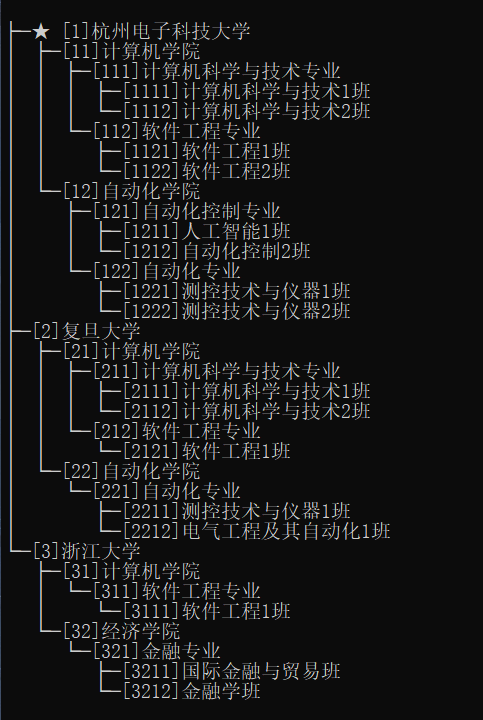 ├─★ [1]杭州电子科技大学
│  ├─[11]计算机学院
│  │  ├─[111]计算机科学与技术专业
│  │  │  ├─[1111]计算机科学与技术1班
│  │  │  └─[1112]计算机科学与技术2班
│  │  └─[112]软件工程专业
│  │      ├─[1121]软件工程1班
│  │      └─[1122]软件工程2班
│  └─[12]自动化学院
│      ├─[121]自动化控制专业
│      │  ├─[1211]人工智能1班
│      │  └─[1212]自动化控制2班
│      └─[122]自动化专业
│          ├─[1221]测控技术与仪器1班
│          └─[1222]测控技术与仪器2班
├─[2]复旦大学
│  ├─[21]计算机学院
│  │  ├─[211]计算机科学与技术专业
│  │  │  ├─[2111]计算机科学与技术1班
│  │  │  └─[2112]计算机科学与技术2班
│  │  └─[212]软件工程专业
│  │      └─[2121]软件工程1班
│  └─[22]自动化学院
│      └─[221]自动化专业
│          ├─[2211]测控技术与仪器1班
│          └─[2212]电气工程及其自动化1班
└─[3]浙江大学
    ├─[31]计算机学院
    │  └─[311]软件工程专业
    │      └─[3111]软件工程1班
    └─[32]经济学院
        └─[321]金融专业
            ├─[3211]国际金融与贸易班
            └─[3212]金融学班